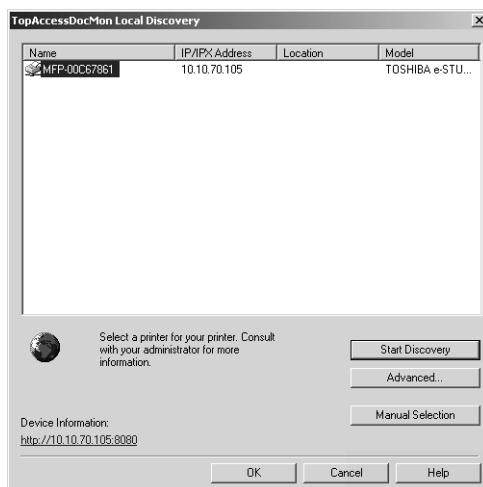 TopAccessDocMon Local Discovery
Name IP/IPX Address Location Model
MFP-00C67861 10.10.70.105 TOSHIBA e-STU...
Select a printer for your printer. Consult
with your administrator for more
information.
Start Discovery
Advanced...
Manual Selection
Device Information:
http://10.10.70.105:8080
OK Cancel Help